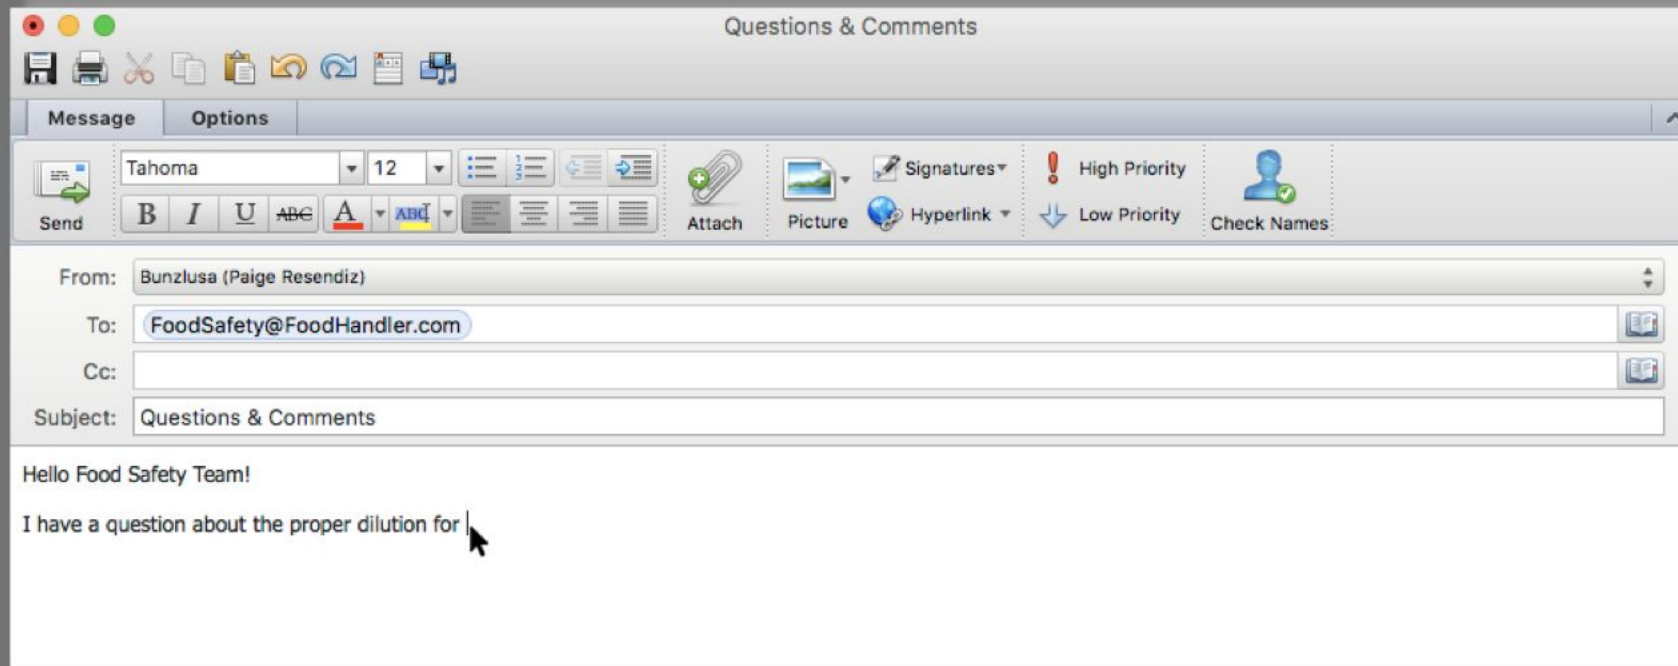 Questions & Comments
Message Options
Tahoma 12 Signatures High Priority
Send B I U ABC A ABC Attach Picture Hyperlink Low Priority Check Names
From: Bunzlusa (Paige Resendiz)
To: FoodSafety@FoodHandler.com
Cc:
Subject: Questions & Comments
Hello Food Safety Team!
I have a question about the proper dilution for